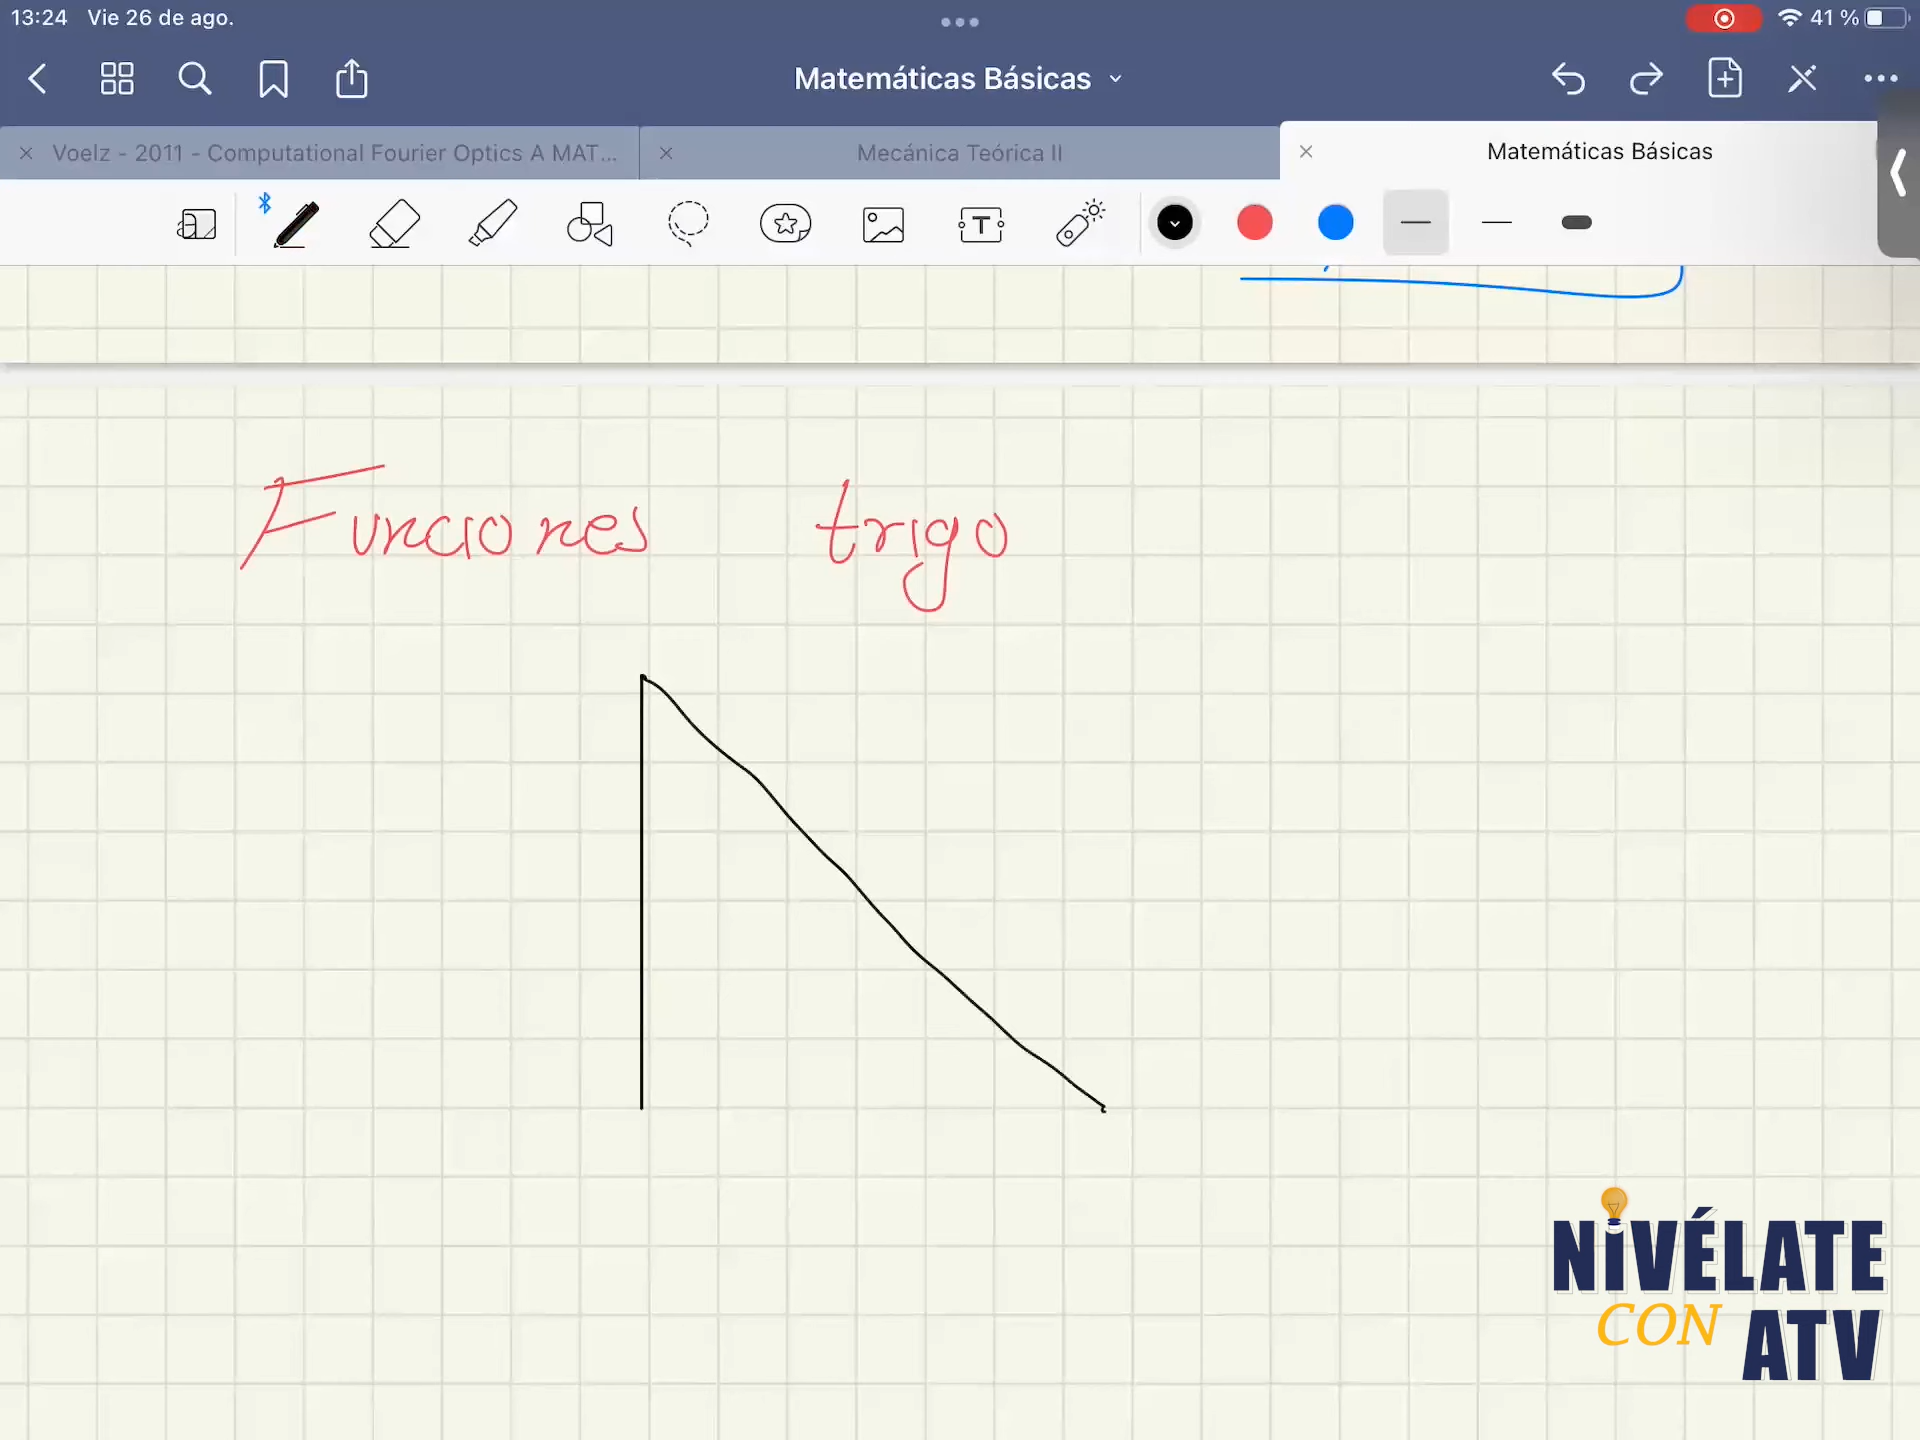 13:24 Vie 26 de ago.
41 %
Matemáticas Básicas
Voelz - 2011 - Computational Fourier Optics A MAT...
Mecánica Teórica II
Matemáticas Básicas
Funciones trigo
NIVÉLATE
CON
ATV